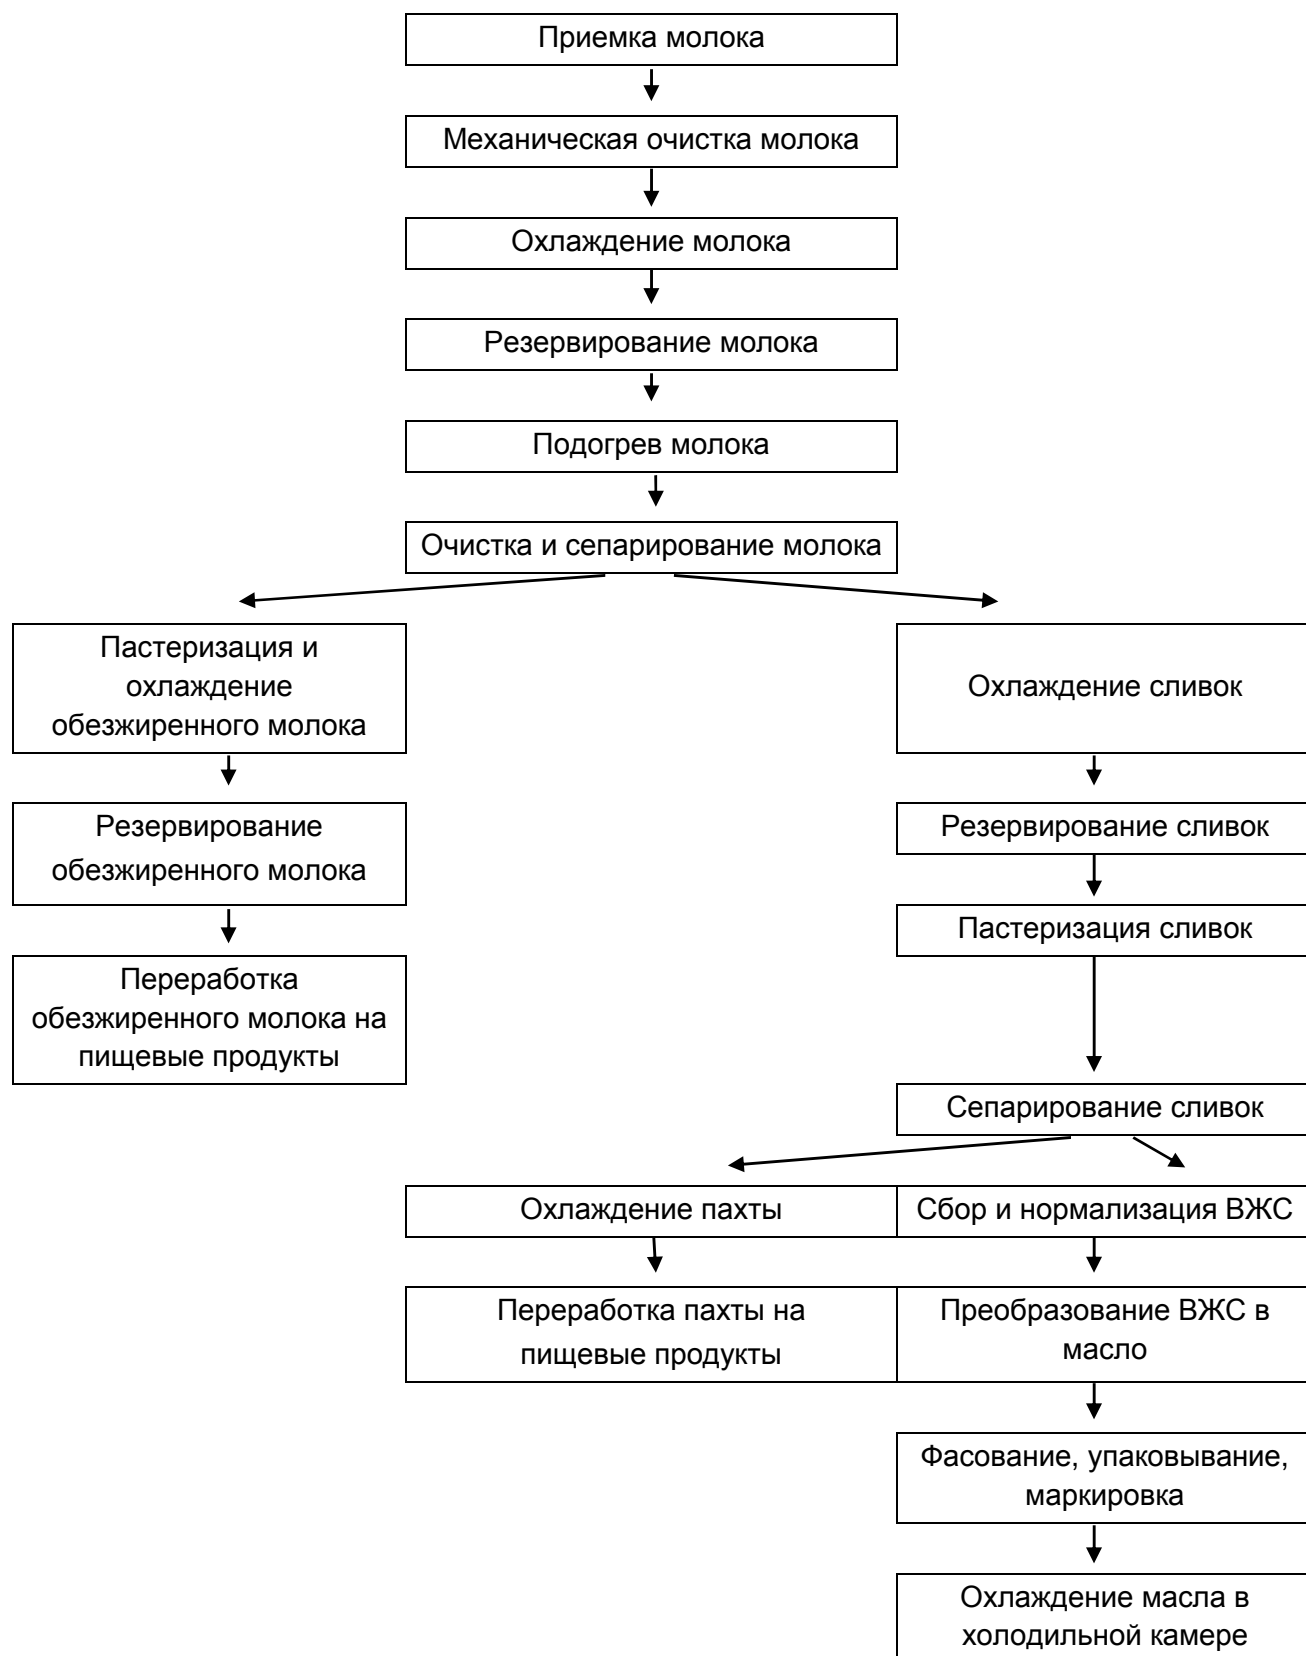 Приемка молока
Механическая очистка молока
Охлаждение молока
Резервирование молока
Подогрев молока
Очистка и сепарирование молока
Пастеризация и
охлаждение
обезжиренного молока
Охлаждение сливок
Резервирование
обезжиренного молока
Резервирование сливок
Пастеризация сливок
Переработка
обезжиренного молока на
пищевые продукты
Сепарирование сливок
Охлаждение пахты
Сбор и нормализация ВЖС
Переработка пахты на
пищевые продукты
Преобразование ВЖС в
масло
Фасование, упаковывание,
маркировка
Охлаждение масла в
холодильной камере